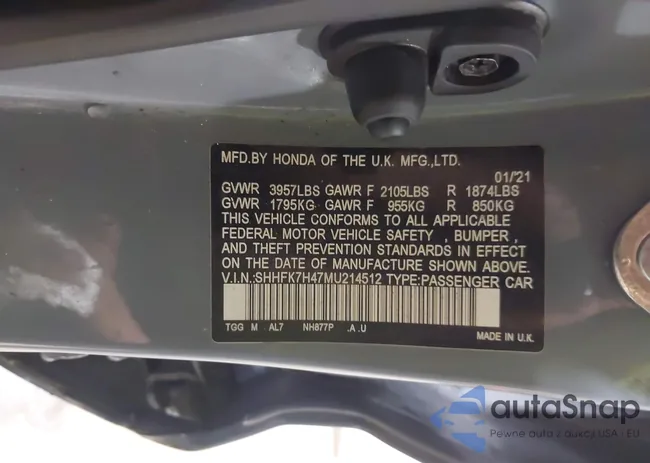 MFD.BY HONDA OF THE U.K. MFG.,LTD.
01/'21
GVWR 3957LBS GAWR F 2105LBS R 1874LBS
GVWR 1795KG GAWR F 955KG R 850KG
THIS VEHICLE CONFORMS TO ALL APPLICABLE
FEDERAL MOTOR VEHICLE SAFETY , BUMPER ,
AND THEFT PREVENTION STANDARDS IN EFFECT
ON THE DATE OF MANUFACTURE SHOWN ABOVE.
V.I.N.:SHHFK7H47MU214512 TYPE:PASSENGER CAR
TGG M AL7 NH877P .A .U
MADE IN U.K.
autaSnap
Pewne auta z aukcji USA i EU